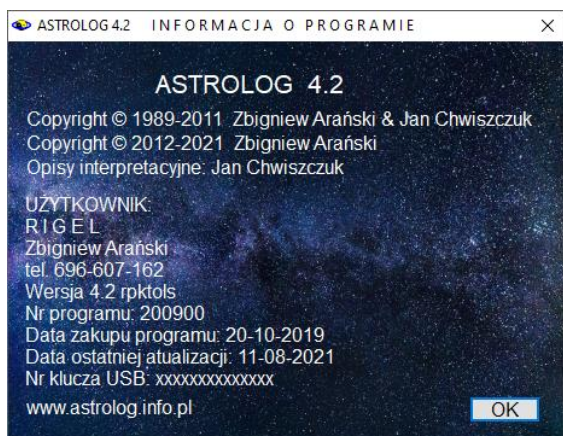 ASTROLOG 4.2 INFORMACJA O PROGRAMIE
ASTROLOG 4.2
Copyright © 1989-2011 Zbigniew Arański & Jan Chwiszczuk
Copyright © 2012-2021 Zbigniew Arański
Opisy interpretacyjne: Jan Chwiszczuk
UŻYTKOWNIK:
R I G E L
Zbigniew Arański
tel. 696-607-162
Wersja 4.2 rpktols
Nr programu: 200900
Data zakupu programu: 20-10-2019
Data ostatniej atualizacji: 11-08-2021
Nr klucza USB: xxxxxxxxxxxxxx
www.astrolog.info.pl
OK